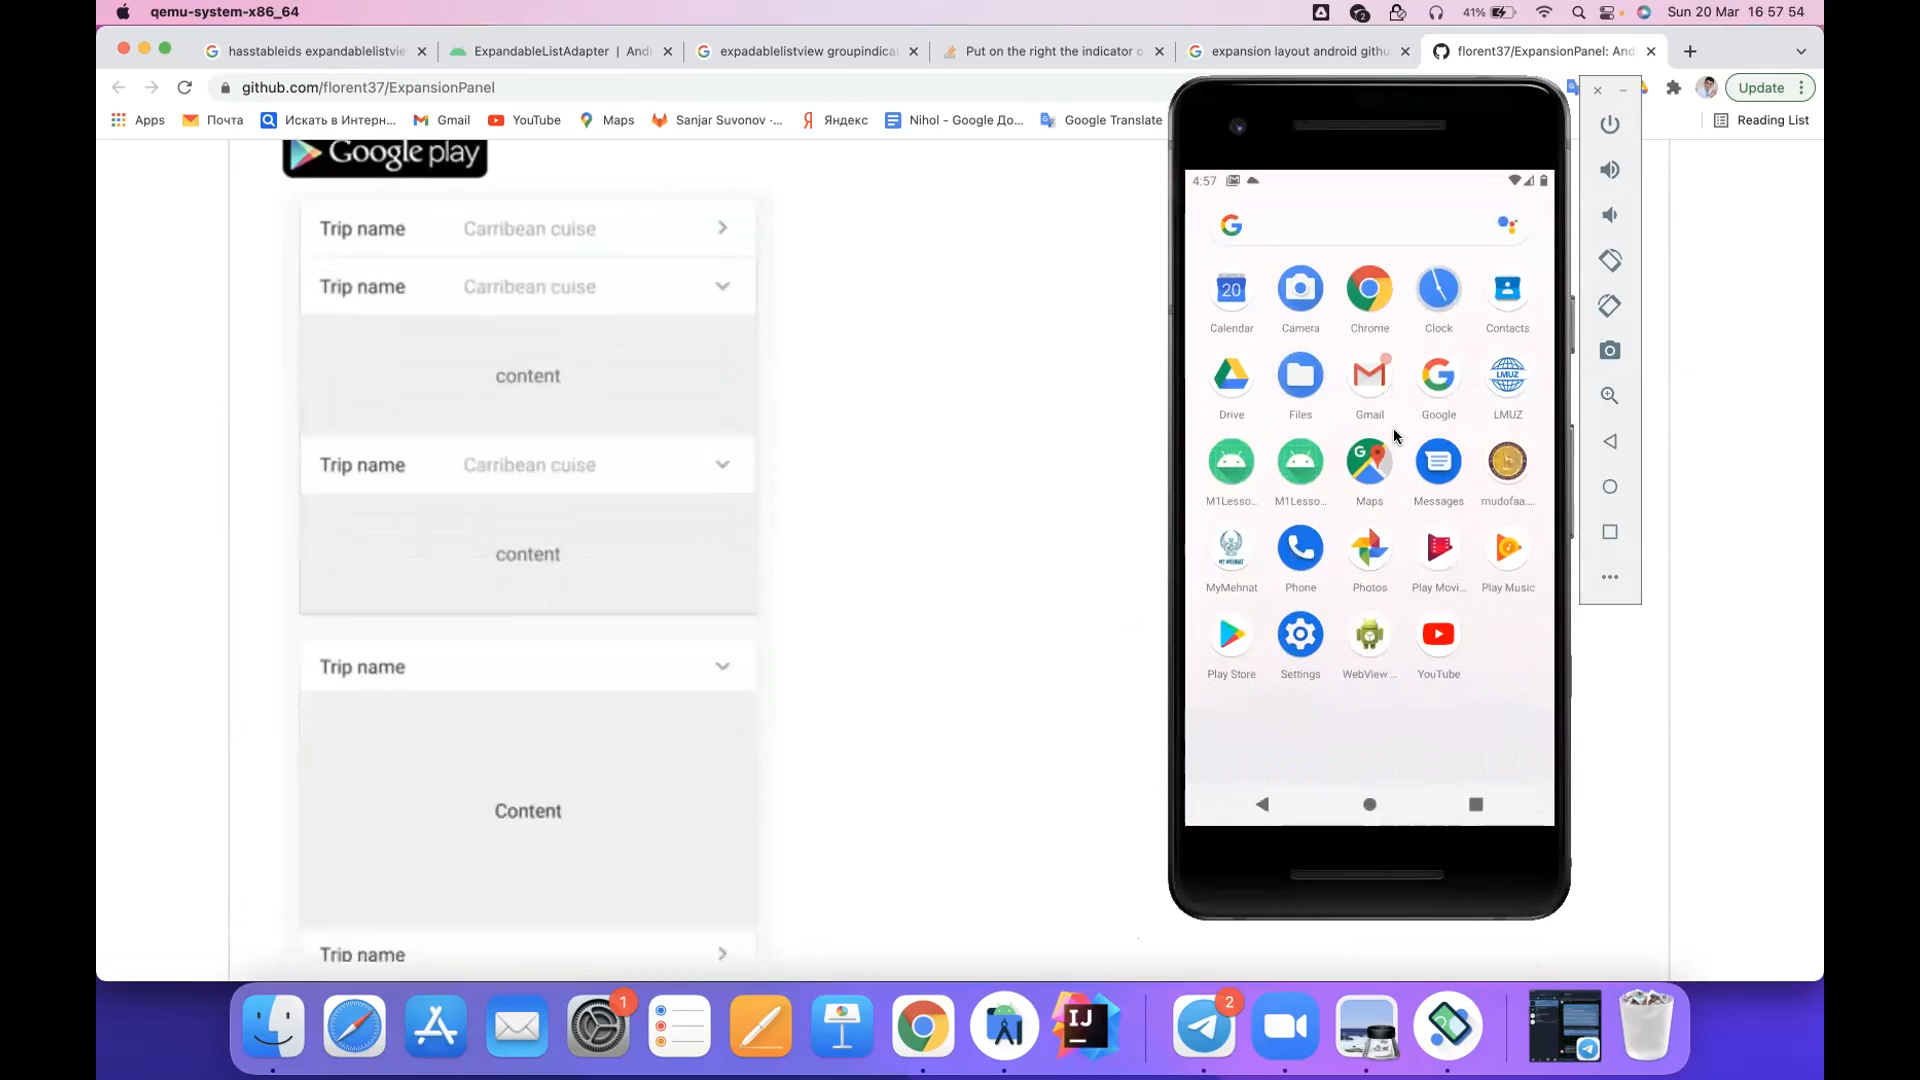 qemu-system-x86_64
2
41%
Sun 20 Mar 16 57 54
hasstableids expandablelistvie
ExpandableListAdapter | And
expadablelistview groupindica
Put on the right the indicator o
expansion layout android githu
florent37/ExpansionPanel: And
github.com/florent37/ExpansionPanel
Update
Apps
Почта
Искать в Интерн...
Gmail
YouTube
Maps
Sanjar Suvonov -...
Яндекс
Nihol - Google До...
Google Translate
Reading List
Google play
Trip name Carribean cuise
Trip name Carribean cuise
content
Trip name Carribean cuise
content
Trip name
Content
Trip name
4:57
20
Calendar Camera Chrome Clock Contacts
LMUZ
Drive Files Gmail Google LMUZ
M1Lesso... M1Lesso... Maps Messages mudofaa...
MyMehnat Phone Photos Play Movi... Play Music
Play Store Settings WebView ... YouTube
1
IJ
2